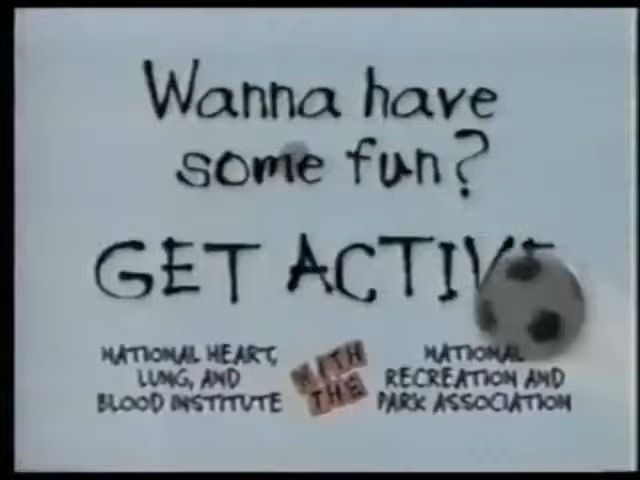 Wanna have
some fun?
GET ACTIVE
NATIONAL HEART,
LUNG, AND
BLOOD INSTITUTE
WITH
THE
NATIONAL
RECREATION AND
PARK ASSOCIATION